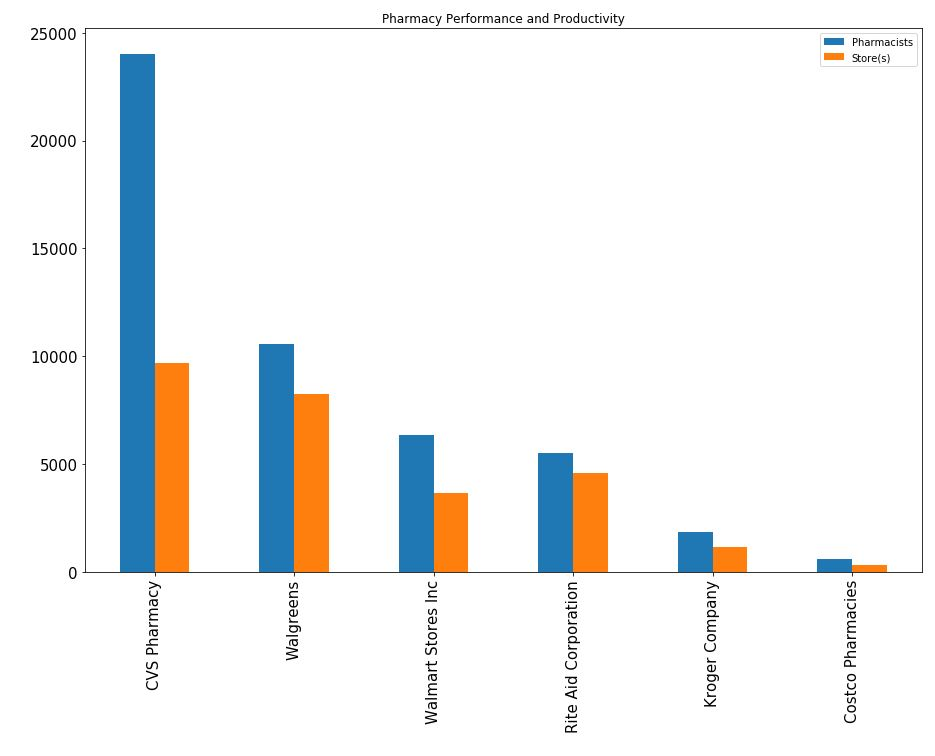 Pharmacy Performance and Productivity
Pharmacists
Store(s)
25000
20000
15000
10000
5000
0
CVS Pharmacy
Walgreens
Walmart Stores Inc
Rite Aid Corporation
Kroger Company
Costco Pharmacies